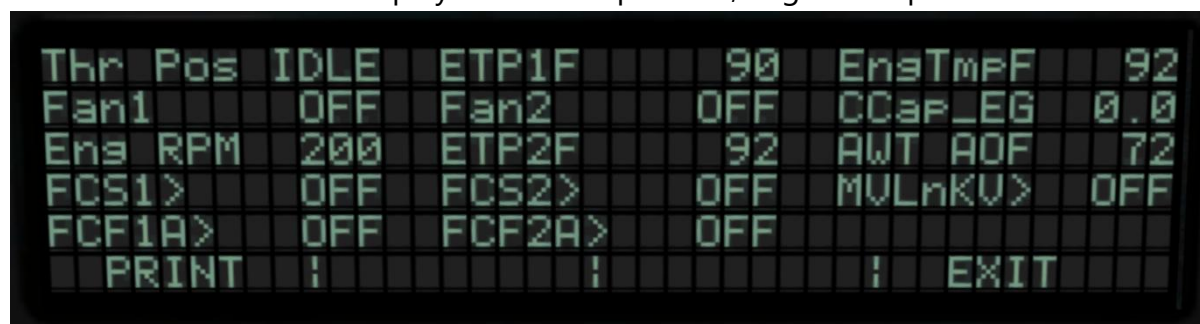 Thr Pos IDLE ETP1F 90 EngTmpF 92
Fan1 OFF Fan2 OFF CCap_EG 0.0
Eng RPM 200 ETP2F 92 AWT AOF 72
FCS1> OFF FCS2> OFF MVLnKV> OFF
FCF1A> OFF FCF2A> OFF
PRINT ¦ ¦ ¦ EXIT